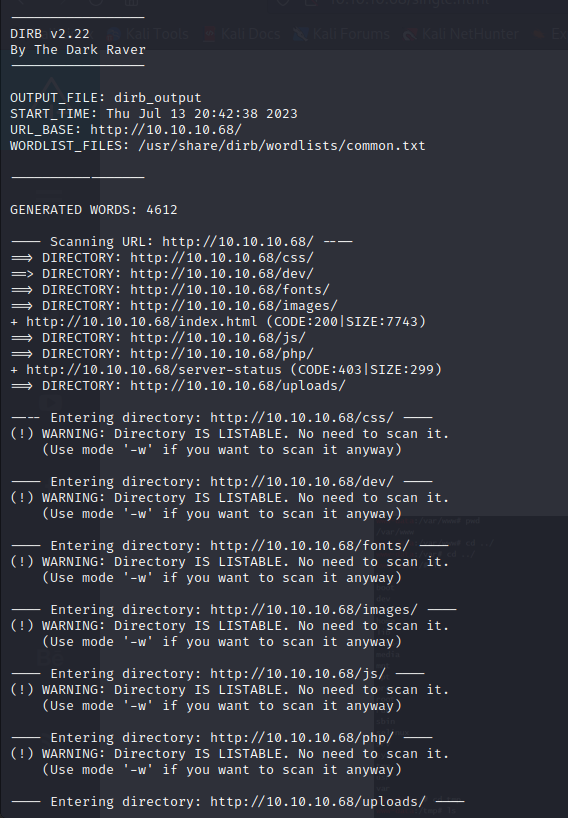 Kali Tools Kali Docs Kali Forums Kali NetHunter
DIRB v2.22
By The Dark Raver
OUTPUT_FILE: dirb_output
START_TIME: Thu Jul 13 20:42:38 2023
URL_BASE: http://10.10.10.68/
WORDLIST_FILES: /usr/share/dirb/wordlists/common.txt
GENERATED WORDS: 4612
---- Scanning URL: http://10.10.10.68/ ----
==> DIRECTORY: http://10.10.10.68/css/
==> DIRECTORY: http://10.10.10.68/dev/
==> DIRECTORY: http://10.10.10.68/fonts/
==> DIRECTORY: http://10.10.10.68/images/
+ http://10.10.10.68/index.html (CODE:200|SIZE:7743)
==> DIRECTORY: http://10.10.10.68/js/
==> DIRECTORY: http://10.10.10.68/php/
+ http://10.10.10.68/server-status (CODE:403|SIZE:299)
==> DIRECTORY: http://10.10.10.68/uploads/
---- Entering directory: http://10.10.10.68/css/ ----
(!) WARNING: Directory IS LISTABLE. No need to scan it.
(Use mode '-w' if you want to scan it anyway)
---- Entering directory: http://10.10.10.68/dev/ ----
(!) WARNING: Directory IS LISTABLE. No need to scan it.
(Use mode '-w' if you want to scan it anyway)
---- Entering directory: http://10.10.10.68/fonts/ ----
(!) WARNING: Directory IS LISTABLE. No need to scan it.
(Use mode '-w' if you want to scan it anyway)
---- Entering directory: http://10.10.10.68/images/ ----
(!) WARNING: Directory IS LISTABLE. No need to scan it.
(Use mode '-w' if you want to scan it anyway)
---- Entering directory: http://10.10.10.68/js/ ----
(!) WARNING: Directory IS LISTABLE. No need to scan it.
(Use mode '-w' if you want to scan it anyway)
---- Entering directory: http://10.10.10.68/php/ ----
(!) WARNING: Directory IS LISTABLE. No need to scan it.
(Use mode '-w' if you want to scan it anyway)
---- Entering directory: http://10.10.10.68/uploads/ ----